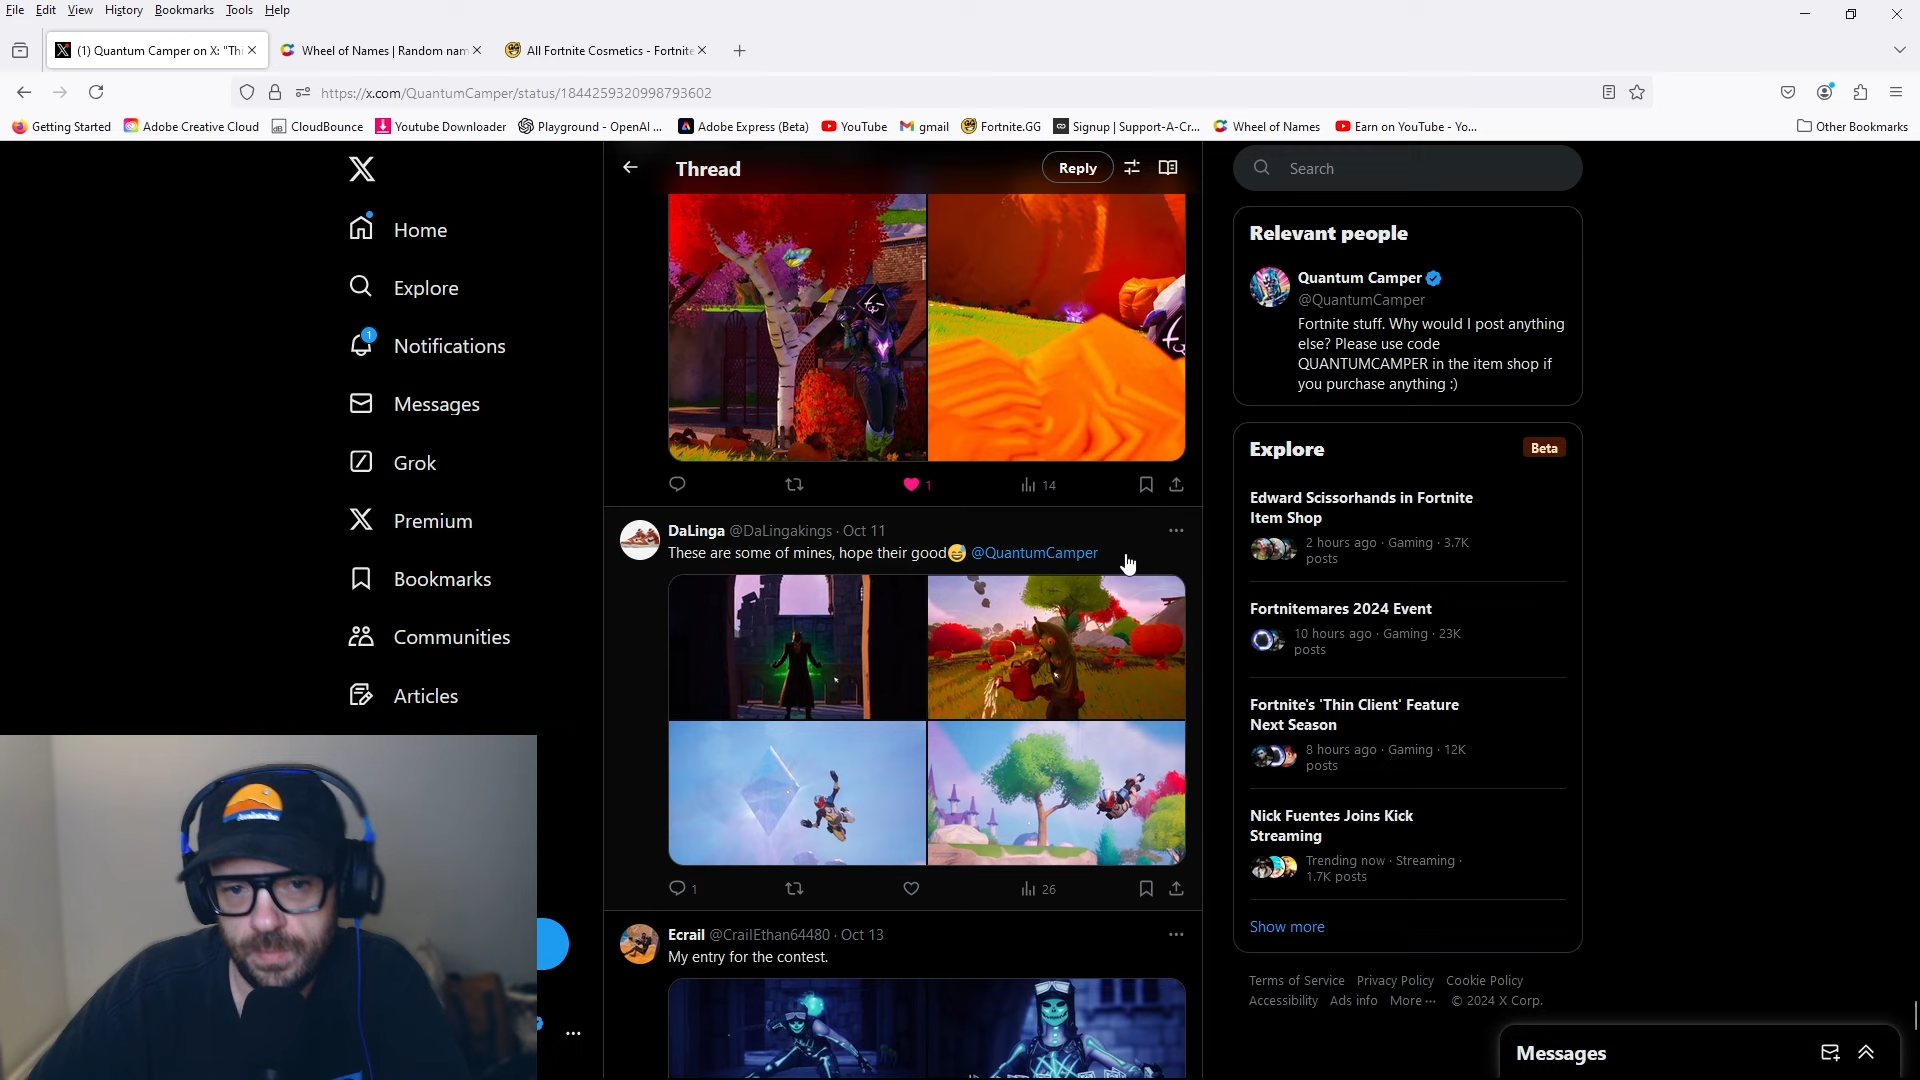 File Edit View History Bookmarks Tools Help
(1) Quantum Camper on X: "Thi
Wheel of Names | Random nam
All Fortnite Cosmetics - Fortnite
https://x.com/QuantumCamper/status/1844259320998793602
Getting Started
Adobe Creative Cloud
CloudBounce
Youtube Downloader
Playground - OpenAI ...
Adobe Express (Beta)
YouTube
gmail
Fortnite.GG
Signup | Support-A-Cr...
Wheel of Names
Earn on YouTube - Yo...
Other Bookmarks
Home
Explore
1
Notifications
Messages
Grok
Premium
Bookmarks
Communities
Articles
Thread
Reply
1
14
DaLinga @DaLingakings · Oct 11
These are some of mines, hope their good😅 @QuantumCamper
1
26
Ecrail @CrailEthan64480 · Oct 13
My entry for the contest.
Search
Relevant people
Quantum Camper
@QuantumCamper
Fortnite stuff. Why would I post anything
else? Please use code
QUANTUMCAMPER in the item shop if
you purchase anything :)
Explore
Beta
Edward Scissorhands in Fortnite
Item Shop
2 hours ago · Gaming · 3.7K
posts
Fortnitemares 2024 Event
10 hours ago · Gaming · 23K
posts
Fortnite's 'Thin Client' Feature
Next Season
8 hours ago · Gaming · 12K
posts
Nick Fuentes Joins Kick
Streaming
Trending now · Streaming ·
1.7K posts
Show more
Terms of Service Privacy Policy Cookie Policy
Accessibility Ads info More ··· © 2024 X Corp.
Messages